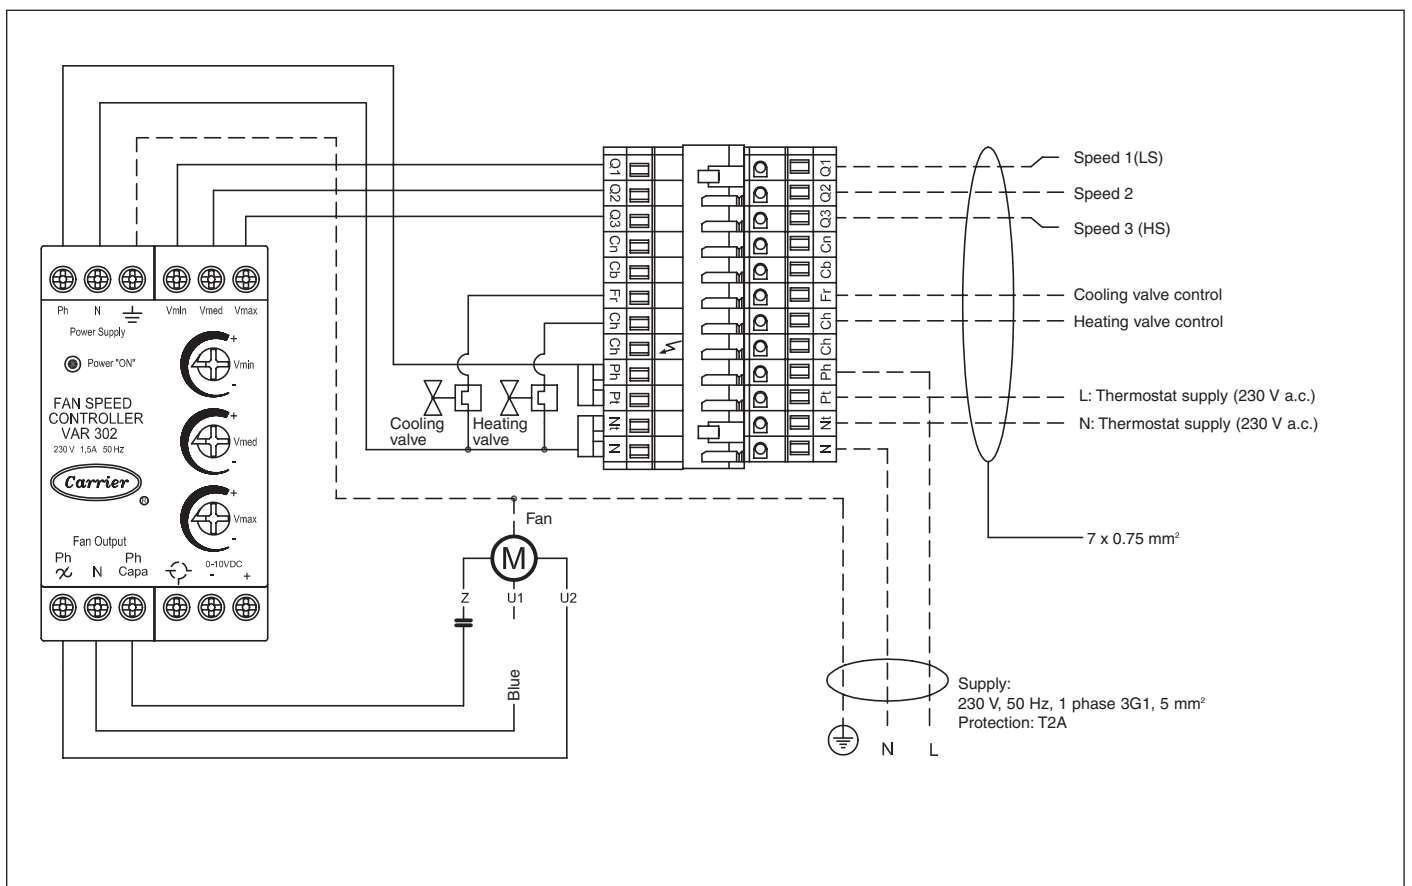 Ph N Vmin Vmed Vmax
Power Supply
Power "ON"
+
Vmin
-
FAN SPEED
CONTROLLER
VAR 302
230 V 1,5A 50 Hz
+
Vmed
-
Carrier
®
+
Vmax
-
Fan Output
Ph N Ph
Capa
0-10VDC
- +
Cooling
valve
Heating
valve
Q1
Q2
Q3
Cn
Cb
Fr
Ch
Ch
Ph
Pt
Nt
N
Q1
Q2
Q3
Cn
Cb
Fr
Ch
Ch
Ph
Pt
Nt
N
Speed 1(LS)
Speed 2
Speed 3 (HS)
Cooling valve control
Heating valve control
L: Thermostat supply (230 V a.c.)
N: Thermostat supply (230 V a.c.)
7 x 0.75 mm²
Fan
M
Z U1 U2
Blue
Supply:
230 V, 50 Hz, 1 phase 3G1, 5 mm²
Protection: T2A
N L